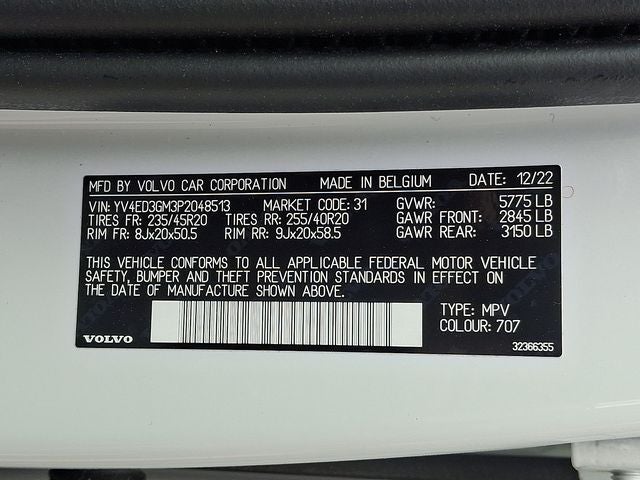 MFD BY VOLVO CAR CORPORATION MADE IN BELGIUM DATE: 12/22
VIN: YV4ED3GM3P2048513 MARKET CODE: 31 GVWR: 5775 LB
TIRES FR: 235/45R20 TIRES RR: 255/40R20 GAWR FRONT: 2845 LB
RIM FR: 8Jx20x50.5 RIM RR: 9Jx20x58.5 GAWR REAR: 3150 LB
THIS VEHICLE CONFORMS TO ALL APPLICABLE FEDERAL MOTOR VEHICLE
SAFETY, BUMPER AND THEFT PREVENTION STANDARDS IN EFFECT ON
THE DATE OF MANUFACTURE SHOWN ABOVE.
TYPE: MPV
COLOUR: 707
VOLVO
32366355